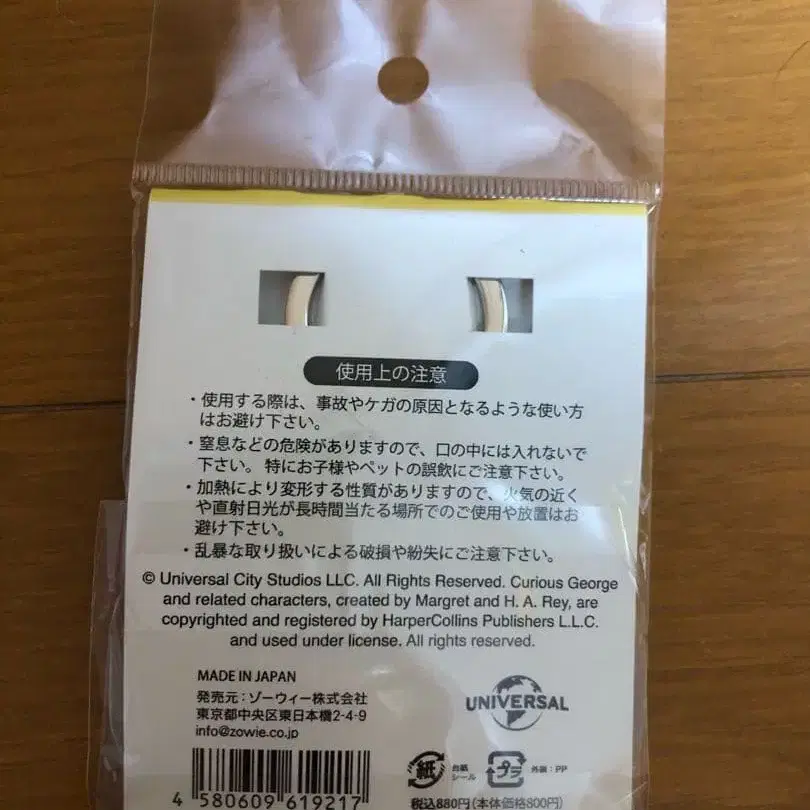 使用上の注意
・使用する際は、事故やケガの原因となるような使い方
はお避け下さい。
・窒息などの危険がありますので、口の中には入れないで
下さい。特にお子様やペットの誤飲にご注意下さい。
・加熱により変形する性質がありますので、火気の近く
や直射日光が長時間当たる場所でのご使用や放置はお
避け下さい。
・乱暴な取り扱いによる破損や紛失にご注意下さい。
© Universal City Studios LLC. All Rights Reserved. Curious George
and related characters, created by Margret and H. A. Rey, are
copyrighted and registered by HarperCollins Publishers L.L.C.
and used under license. All rights reserved.
MADE IN JAPAN
発売元：ゾーウィー株式会社
東京都中央区東日本橋2-4-9
info@zowie.co.jp
UNIVERSAL
紙
台紙
シール
プラ
外装：PP
4 580609 619217
税込880円(本体価格800円)